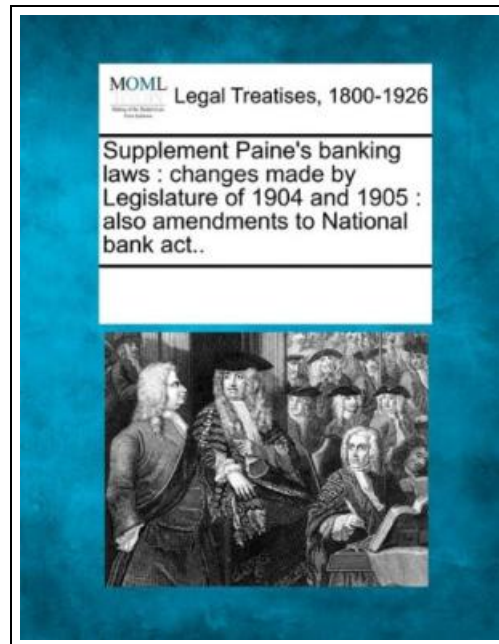 MOML
Legal Treatises, 1800-1926
Supplement Paine's banking
laws : changes made by
Legislature of 1904 and 1905 :
also amendments to National
bank act..